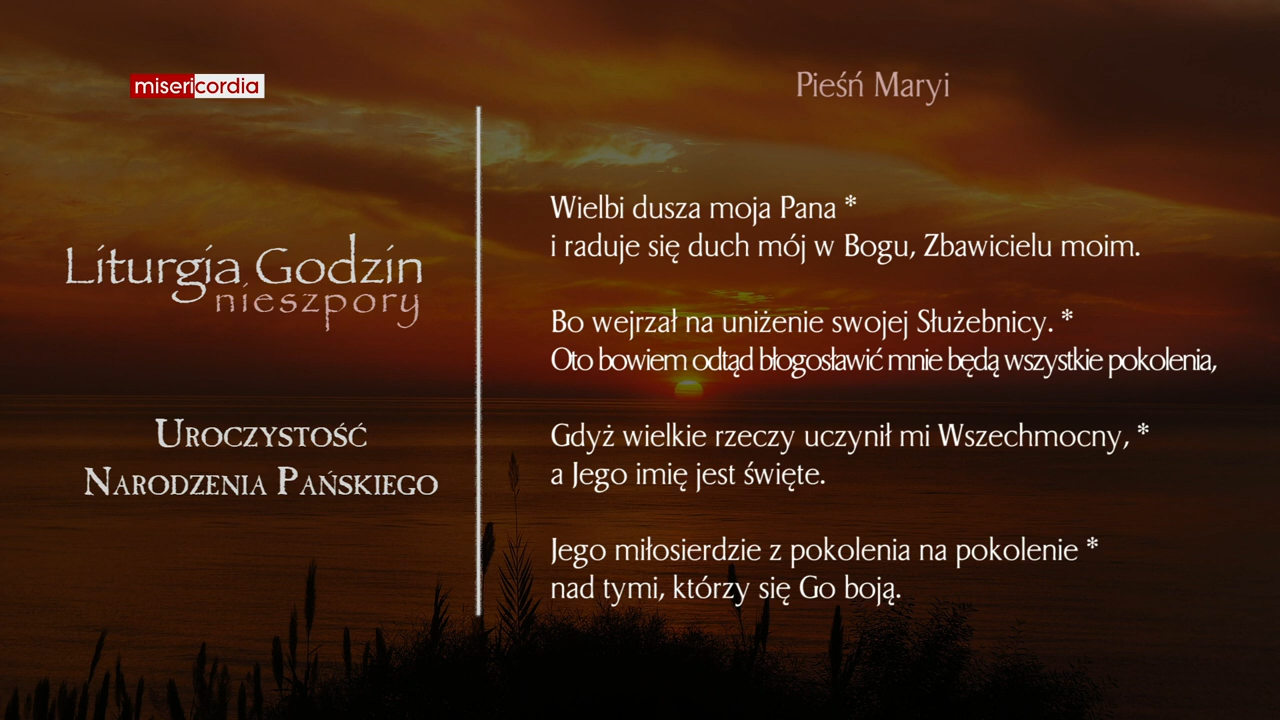 misericordia
Pieśń Maryi
Liturgia Godzin
nieszpory
Uroczystość
Narodzenia Pańskiego
Wielbi dusza moja Pana *
i raduje się duch mój w Bogu, Zbawicielu moim.
Bo wejrzał na uniżenie swojej Służebnicy. *
Oto bowiem odtąd błogosławić mnie będą wszystkie pokolenia,
Gdyż wielkie rzeczy uczynił mi Wszechmocny, *
a Jego imię jest święte.
Jego miłosierdzie z pokolenia na pokolenie *
nad tymi, którzy się Go boją.